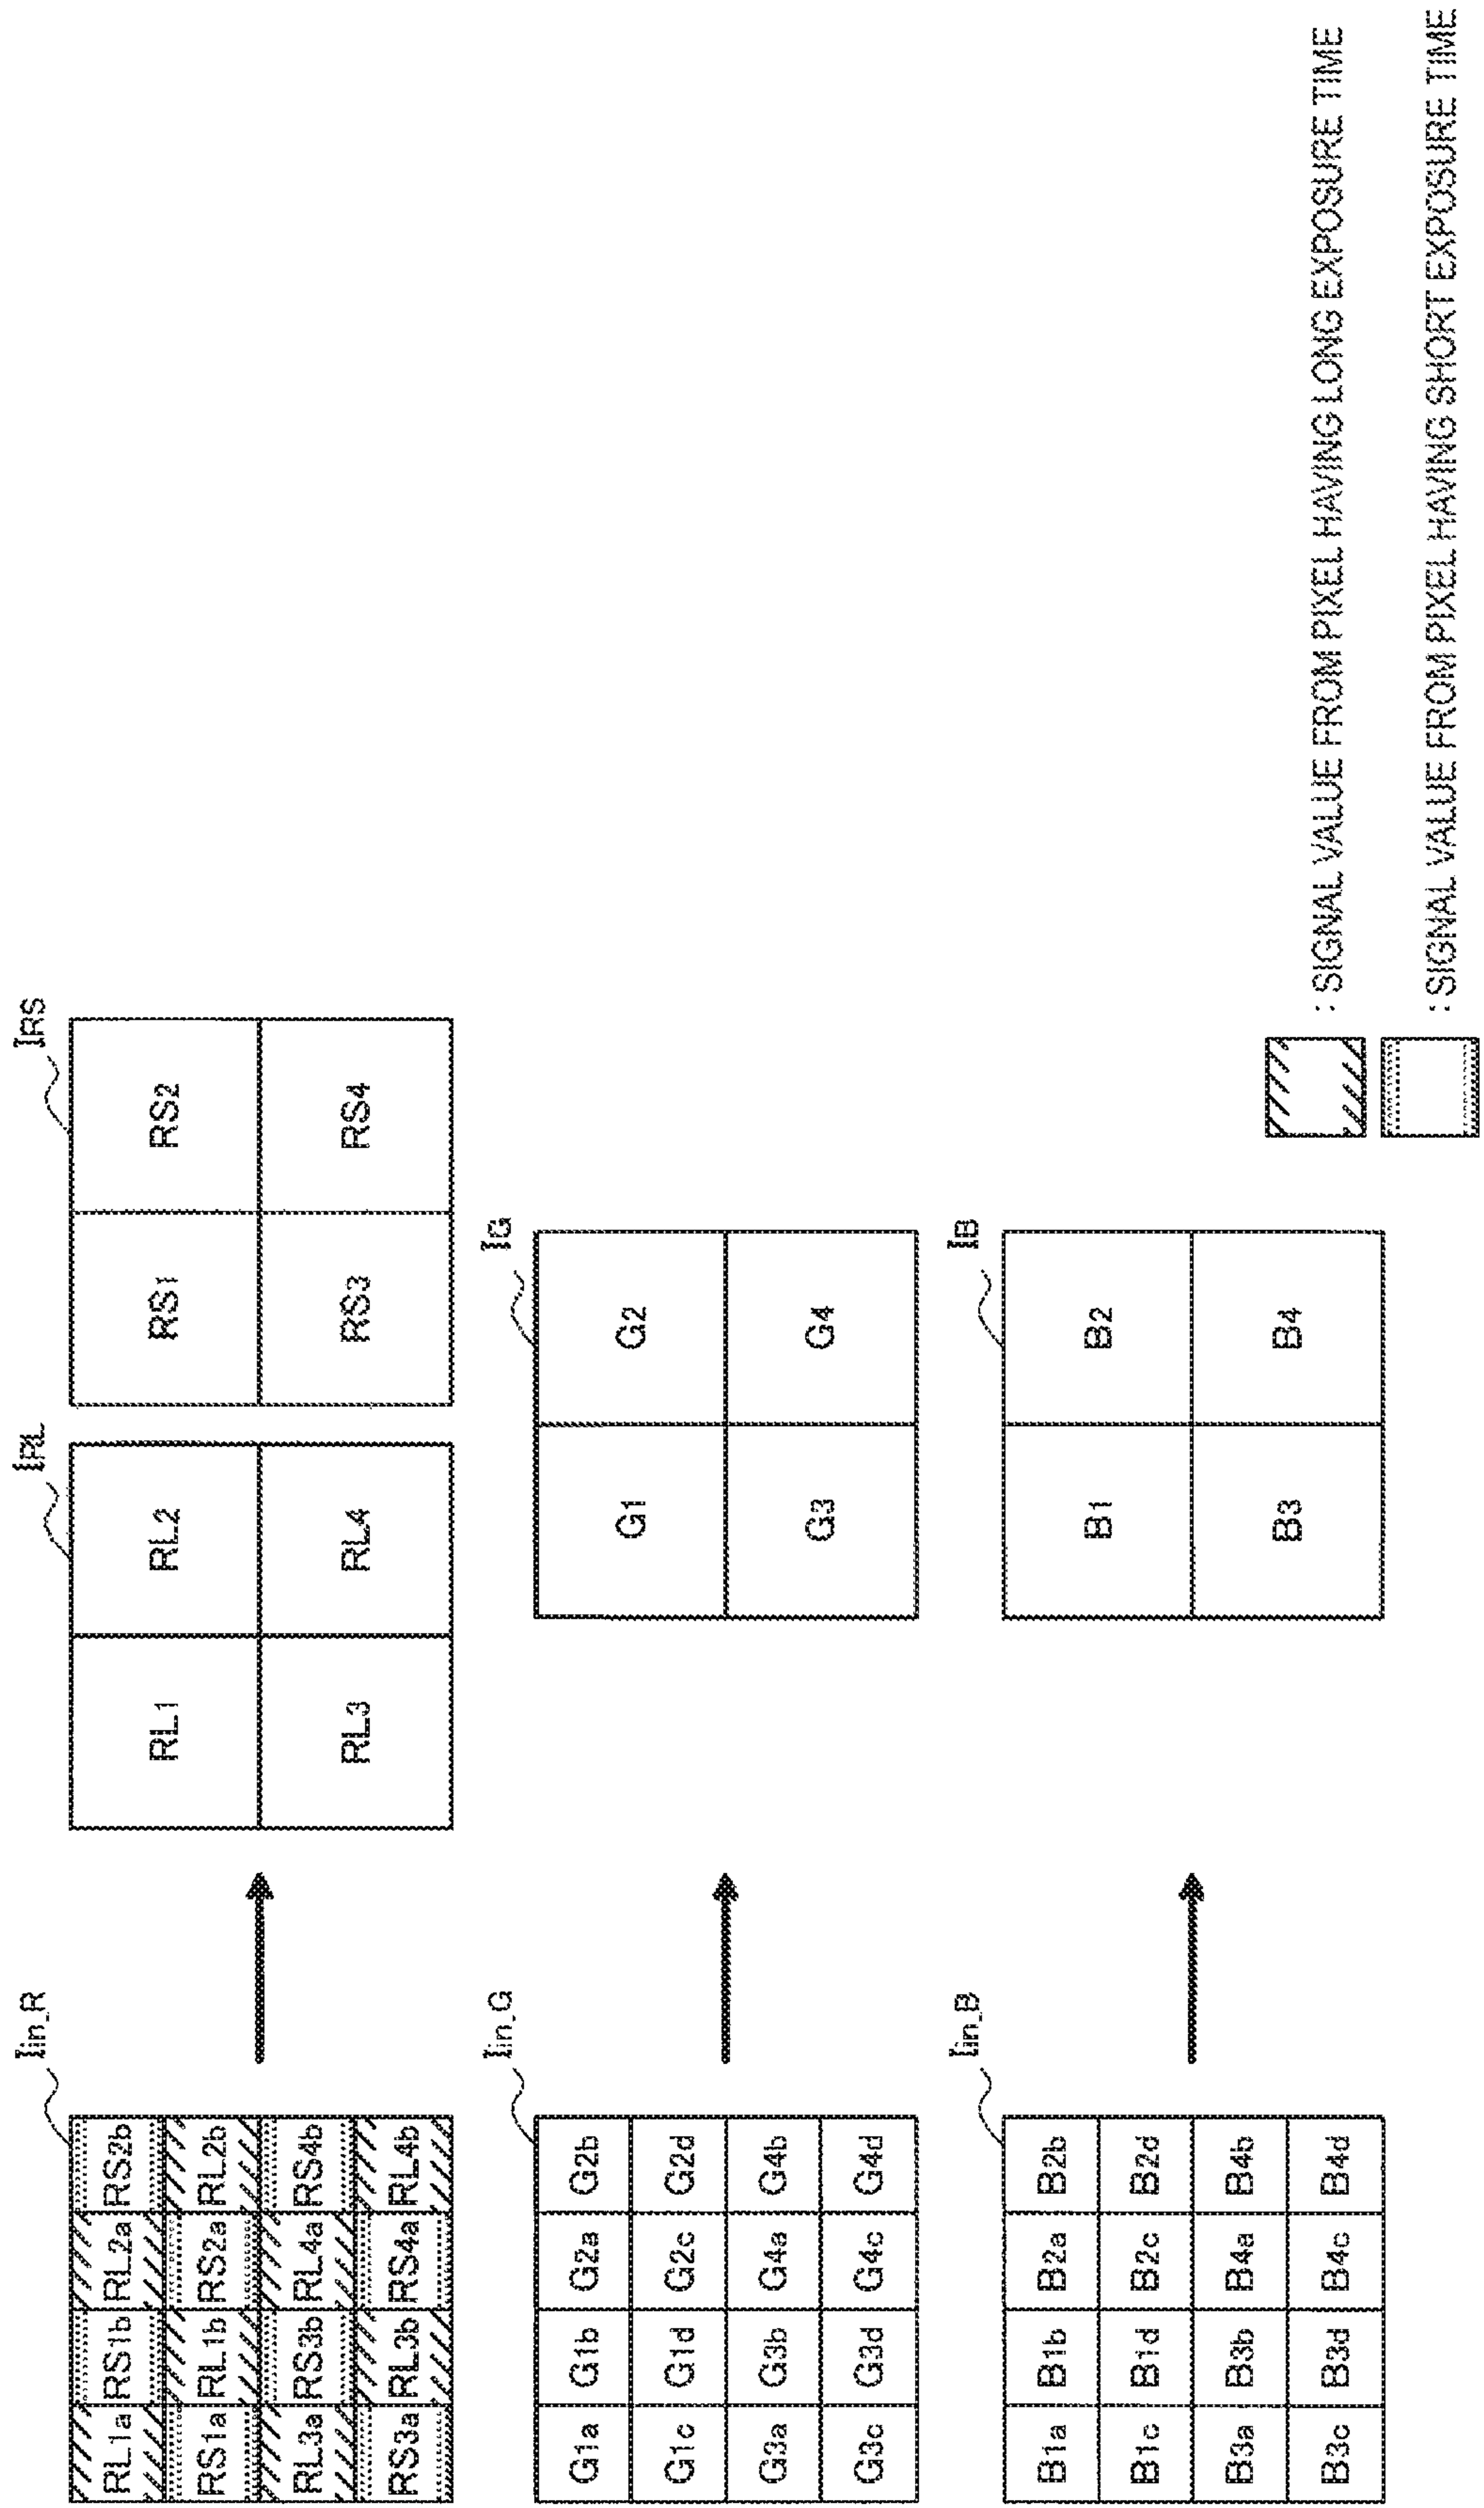 Iin_R
RL1a RS1b RL2a RS2b
RS1a RL1b RS2a RL2b
RL3a RS3b RL4a RS4b
RS3a RL3b RS4a RL4b
IRL
RL1 RL2
RL3 RL4
IRS
RS1 RS2
RS3 RS4
Iin_G
G1a G1b G2a G2b
G1c G1d G2c G2d
G3a G3b G4a G4b
G3c G3d G4c G4d
IG
G1 G2
G3 G4
Iin_B
B1a B1b B2a B2b
B1c B1d B2c B2d
B3a B3b B4a B4b
B3c B3d B4c B4d
IB
B1 B2
B3 B4
: SIGNAL VALUE FROM PIXEL HAVING LONG EXPOSURE TIME
: SIGNAL VALUE FROM PIXEL HAVING SHORT EXPOSURE TIME